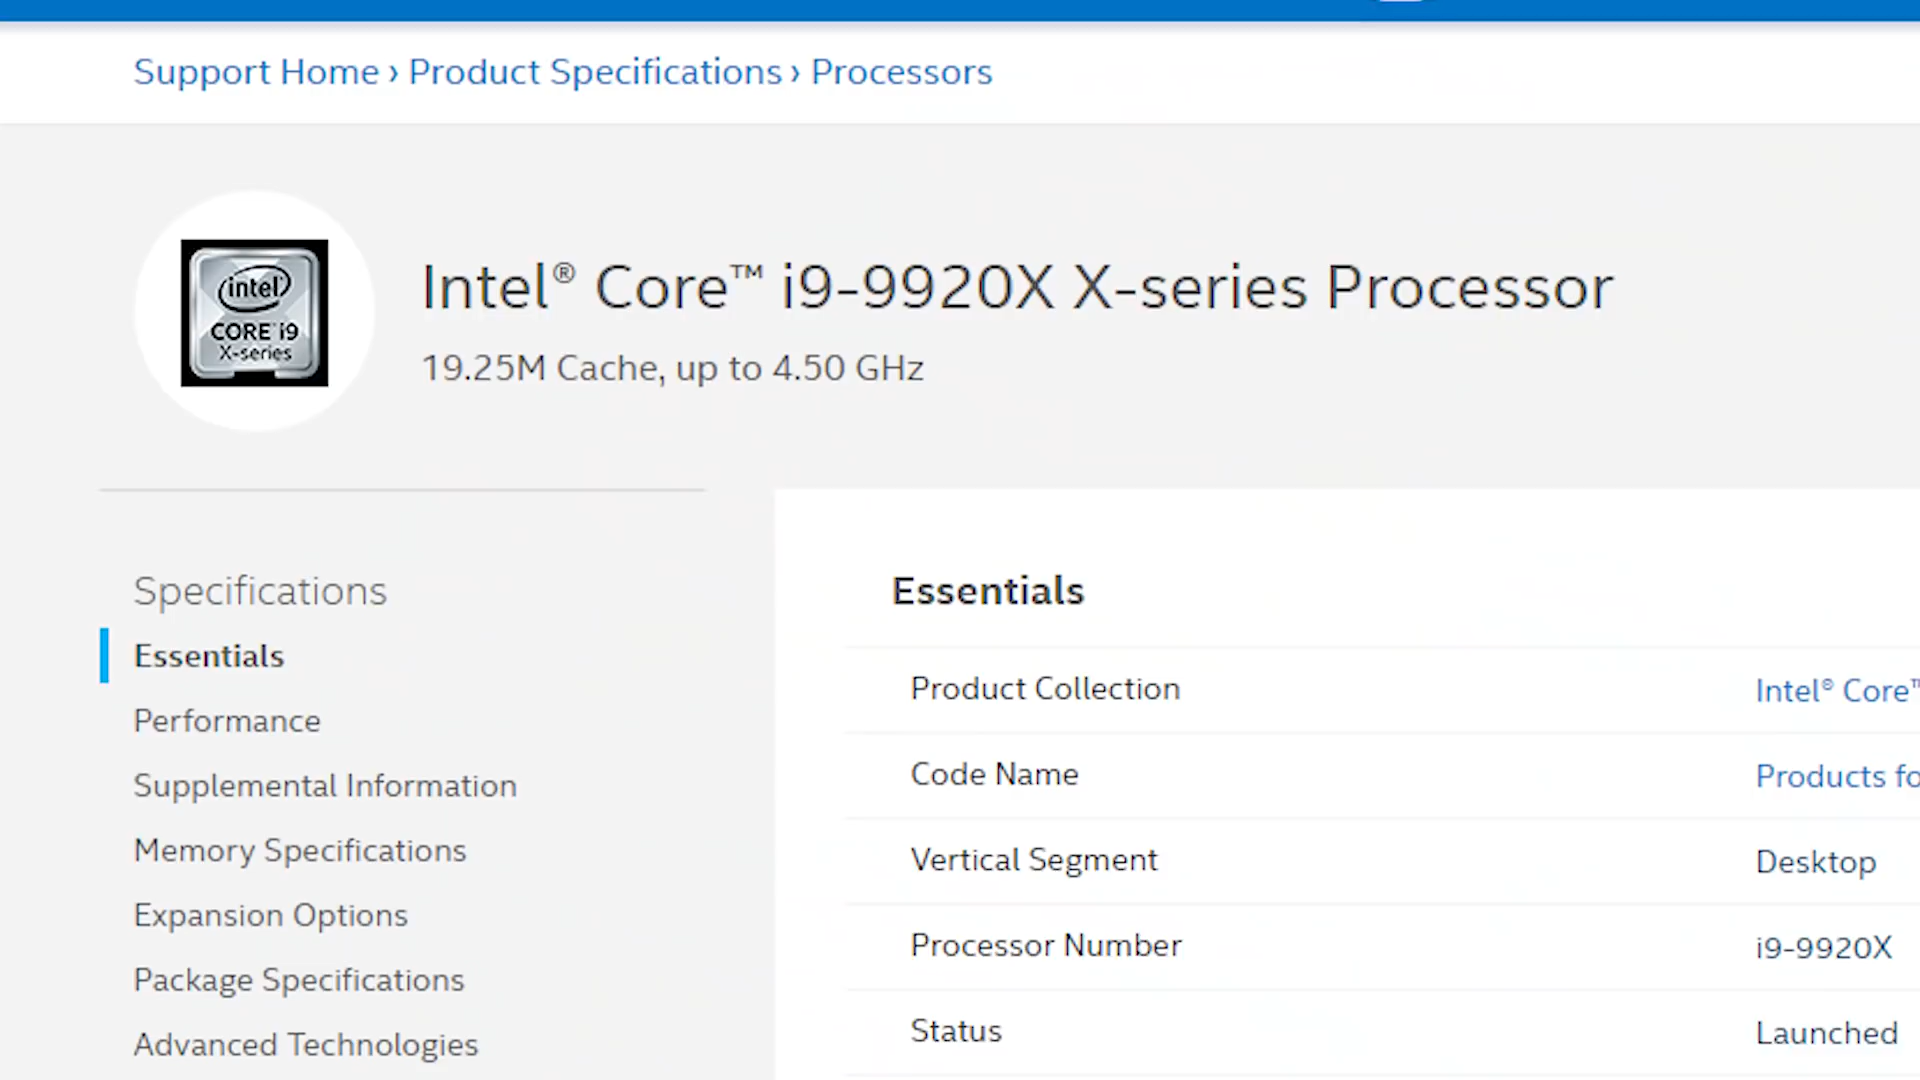 Support Home › Product Specifications › Processors
intel
CORE i9
X-series
Intel® Core™ i9-9920X X-series Processor
19.25M Cache, up to 4.50 GHz
Specifications
Essentials
Performance
Supplemental Information
Memory Specifications
Expansion Options
Package Specifications
Advanced Technologies
Essentials
Product Collection Intel® Core™
Code Name Products fo
Vertical Segment Desktop
Processor Number i9-9920X
Status Launched